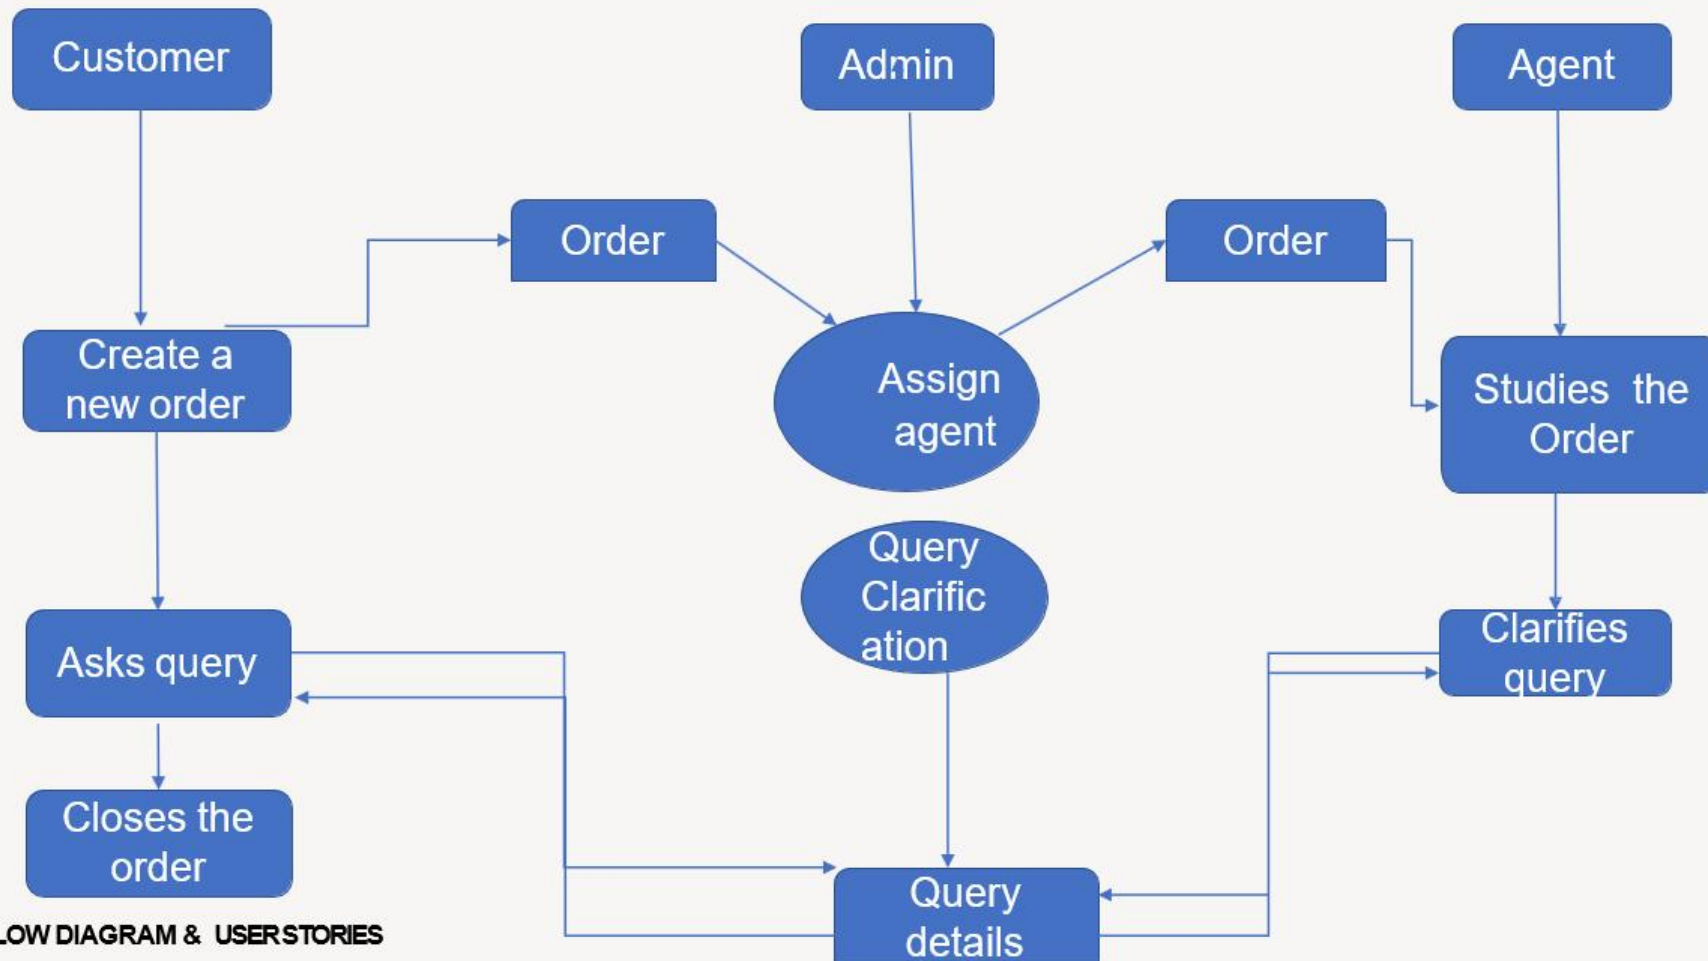 Customer
Admin
Agent
Order
Order
Create a
new order
Assign
agent
Studies the
Order
Query
Clarific
ation
Asks query
Clarifies
query
Closes the
order
Query
details
LOW DIAGRAM & USER STORIES